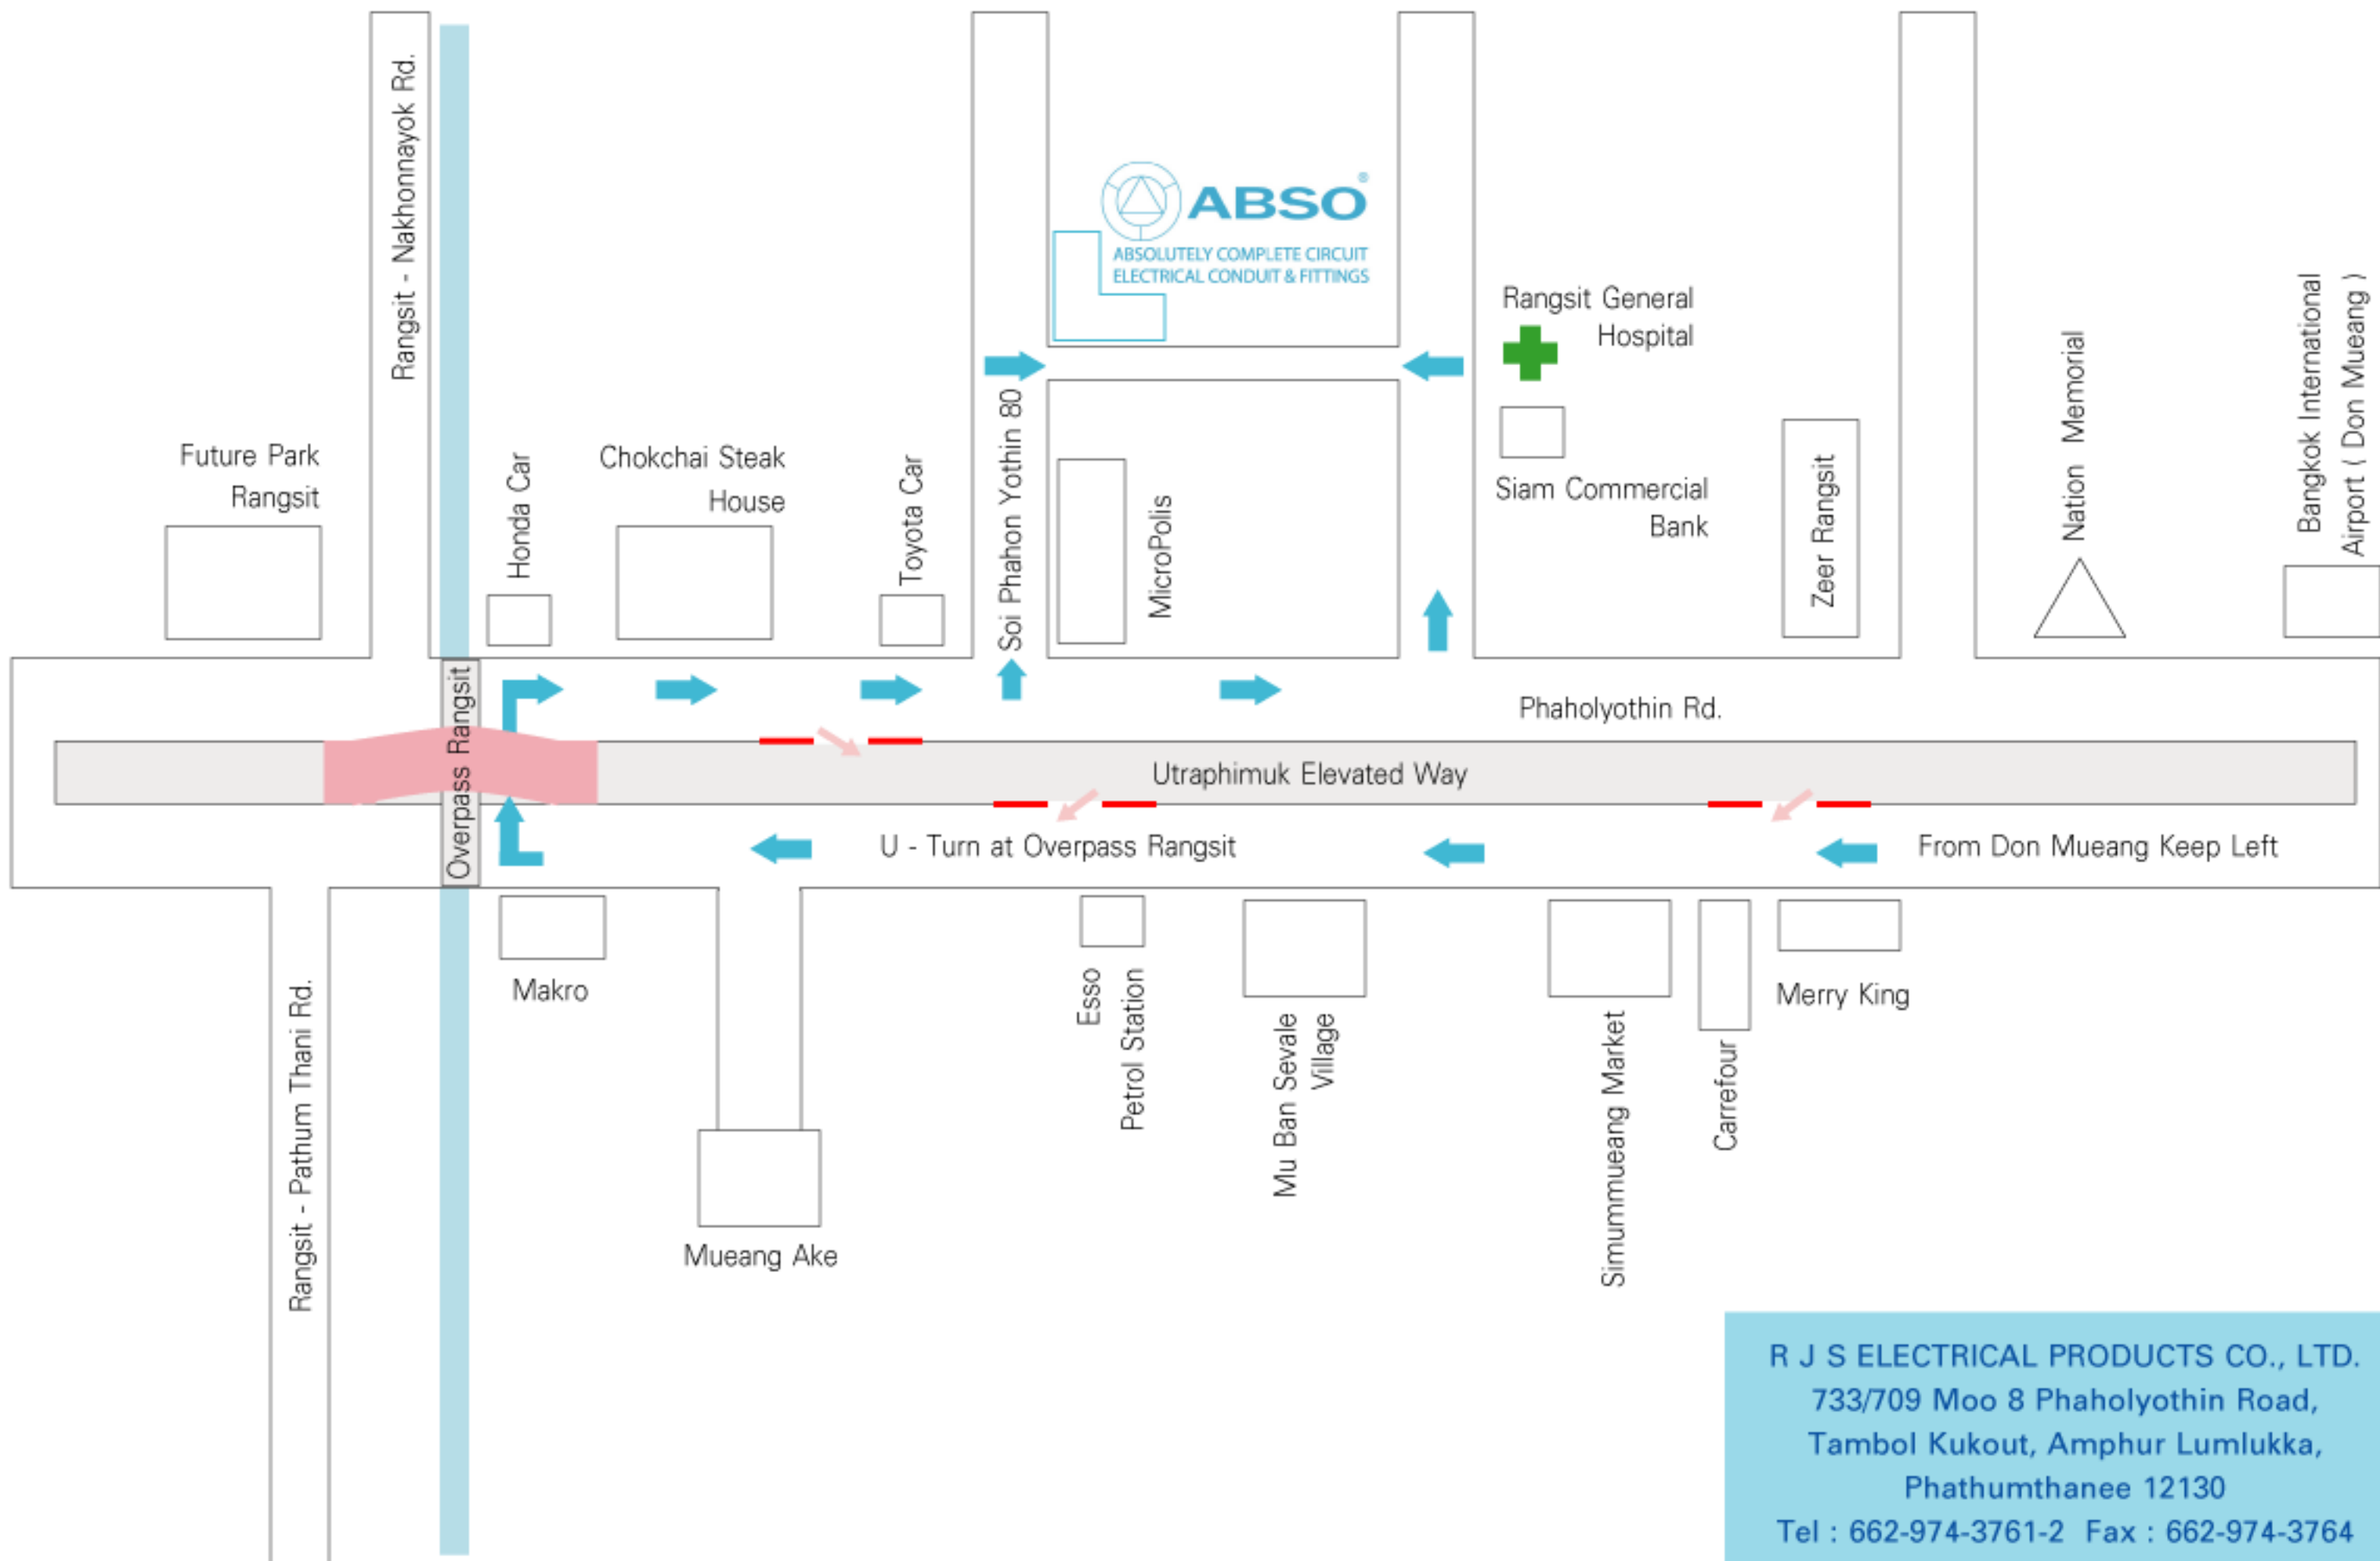 Rangsit - Nakhonnayok Rd.
ABSO®
ABSOLUTELY COMPLETE CIRCUIT
ELECTRICAL CONDUIT & FITTINGS
Rangsit General
Hospital
Nation Memorial
Bangkok International
Airport ( Don Mueang )
Future Park
Rangsit
Honda Car
Chokchai Steak
House
Toyota Car
Soi Phahon Yothin 80
MicroPolis
Siam Commercial
Bank
Zeer Rangsit
Overpass Rangsit
Phaholyothin Rd.
Utraphimuk Elevated Way
U - Turn at Overpass Rangsit
From Don Mueang Keep Left
Rangsit - Pathum Thani Rd.
Makro
Mueang Ake
Esso
Petrol Station
Mu Ban Sevale
Village
Simummueang Market
Carrefour
Merry King
R J S ELECTRICAL PRODUCTS CO., LTD.
733/709 Moo 8 Phaholyothin Road,
Tambol Kukout, Amphur Lumlukka,
Phathumthanee 12130
Tel : 662-974-3761-2 Fax : 662-974-3764